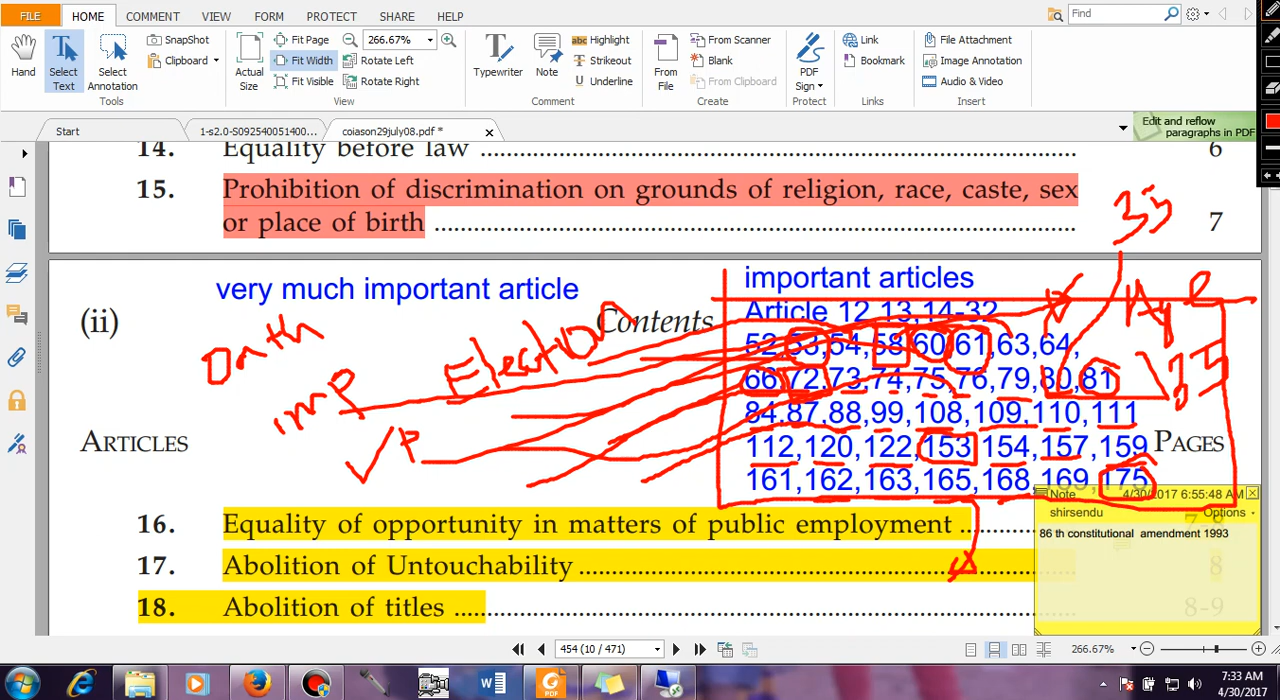 FILE HOME COMMENT VIEW FORM PROTECT SHARE HELP Find
Hand
Select Text
Select Annotation
SnapShot
Clipboard
Tools
Actual Size
Fit Page
Fit Width
Fit Visible
266.67%
Rotate Left
Rotate Right
View
Typewriter
Note
Highlight
Strikeout
Underline
Comment
From File
From Scanner
Blank
From Clipboard
Create
PDF Sign
Protect
Link
Bookmark
Links
File Attachment
Image Annotation
Audio & Video
Insert
Start 1-s2.0-S092540051400... coiason29july08.pdf *
Edit and reflow
paragraphs in PDF
14. Equality before law 6
15. Prohibition of discrimination on grounds of religion, race, caste, sex
or place of birth 7
35
very much important article
important articles
(ii) Contents
Article 12,13,14-32
52,53,54,58,60,61,63,64,
66,72,73,74,75,76,79,80,81
84,87,88,99,108,109,110,111
112,120,122,153,154,157,159
161,162,163,165,168,169,175
Oath
Election
imp
VP
Age
ARTICLES PAGES
Note 4/30/2017 6:55:48 AM
shirsendu Options
86 th constitutional amendment 1993
16. Equality of opportunity in matters of public employment 7-8
17. Abolition of Untouchability 8
18. Abolition of titles 8-9
454 (10 / 471) 266.67%
7:33 AM
4/30/2017